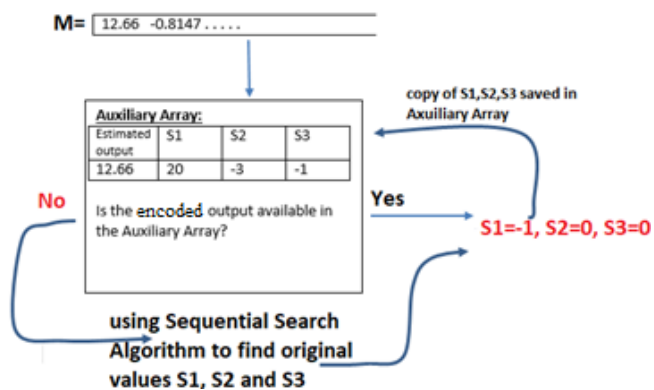 M= 12.66 -0.8147 . . . . .
copy of S1,S2,S3 saved in
Axuiliary Array
Auxiliary Array:
Estimated output S1 S2 S3
12.66 20 -3 -1
No
Is the encoded output available in
the Auxiliary Array?
Yes
S1=-1, S2=0, S3=0
using Sequential Search
Algorithm to find original
values S1, S2 and S3